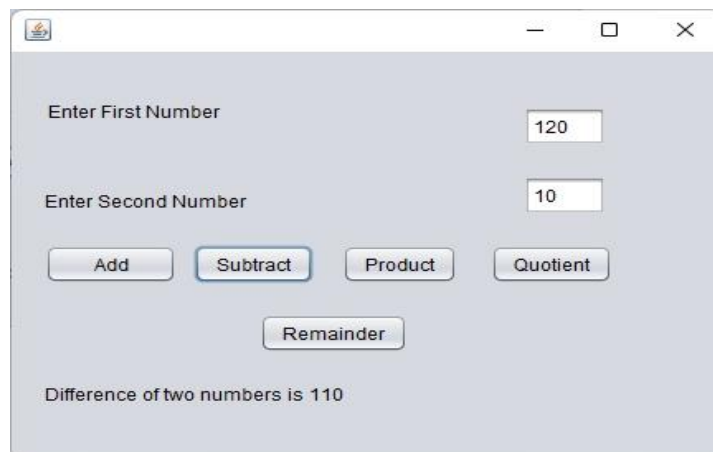 Enter First Number 120
Enter Second Number 10
Add Subtract Product Quotient
Remainder
Difference of two numbers is 110